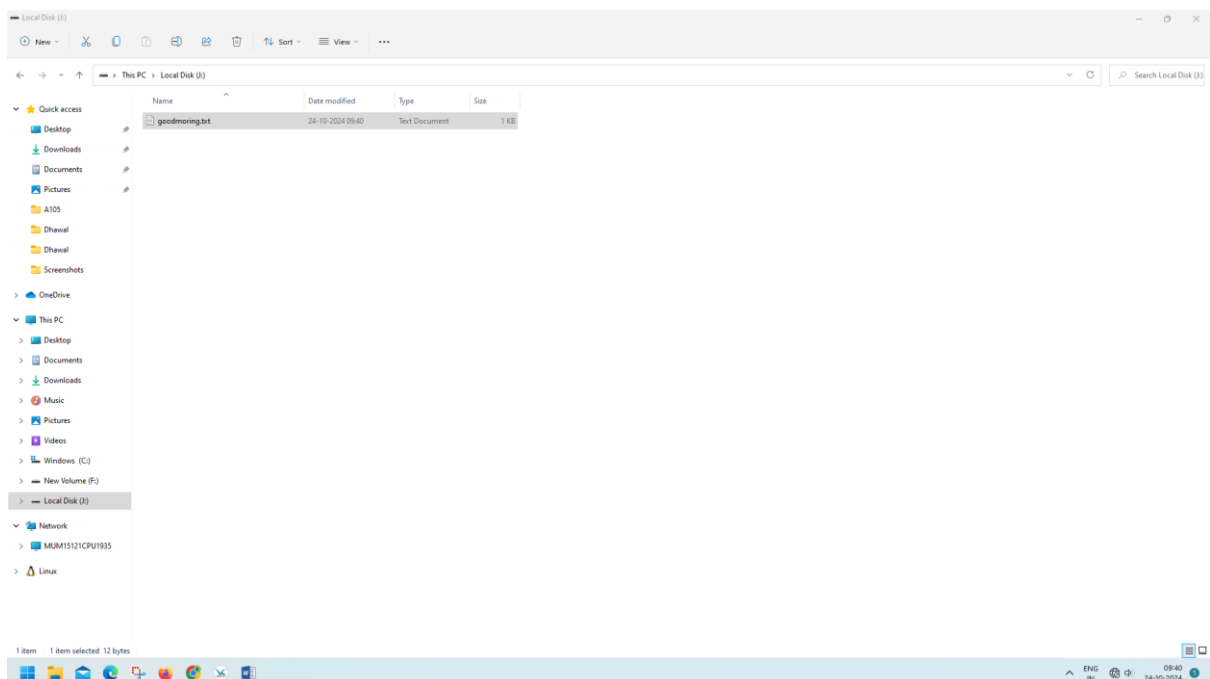 Local Disk (J:)
New Sort View
This PC > Local Disk (J:) Search Local Disk (J:)
Name Date modified Type Size
goodmoring.txt 24-10-2024 09:40 Text Document 1 KB
Quick access
Desktop
Downloads
Documents
Pictures
A105
Dhawal
Dhawal
Screenshots
OneDrive
This PC
Desktop
Documents
Downloads
Music
Pictures
Videos
Windows (C:)
New Volume (F:)
Local Disk (J:)
Network
MUM15121CPU1935
Linux
1 item 1 item selected 12 bytes
ENG 09:40
IN 24-10-2024 1